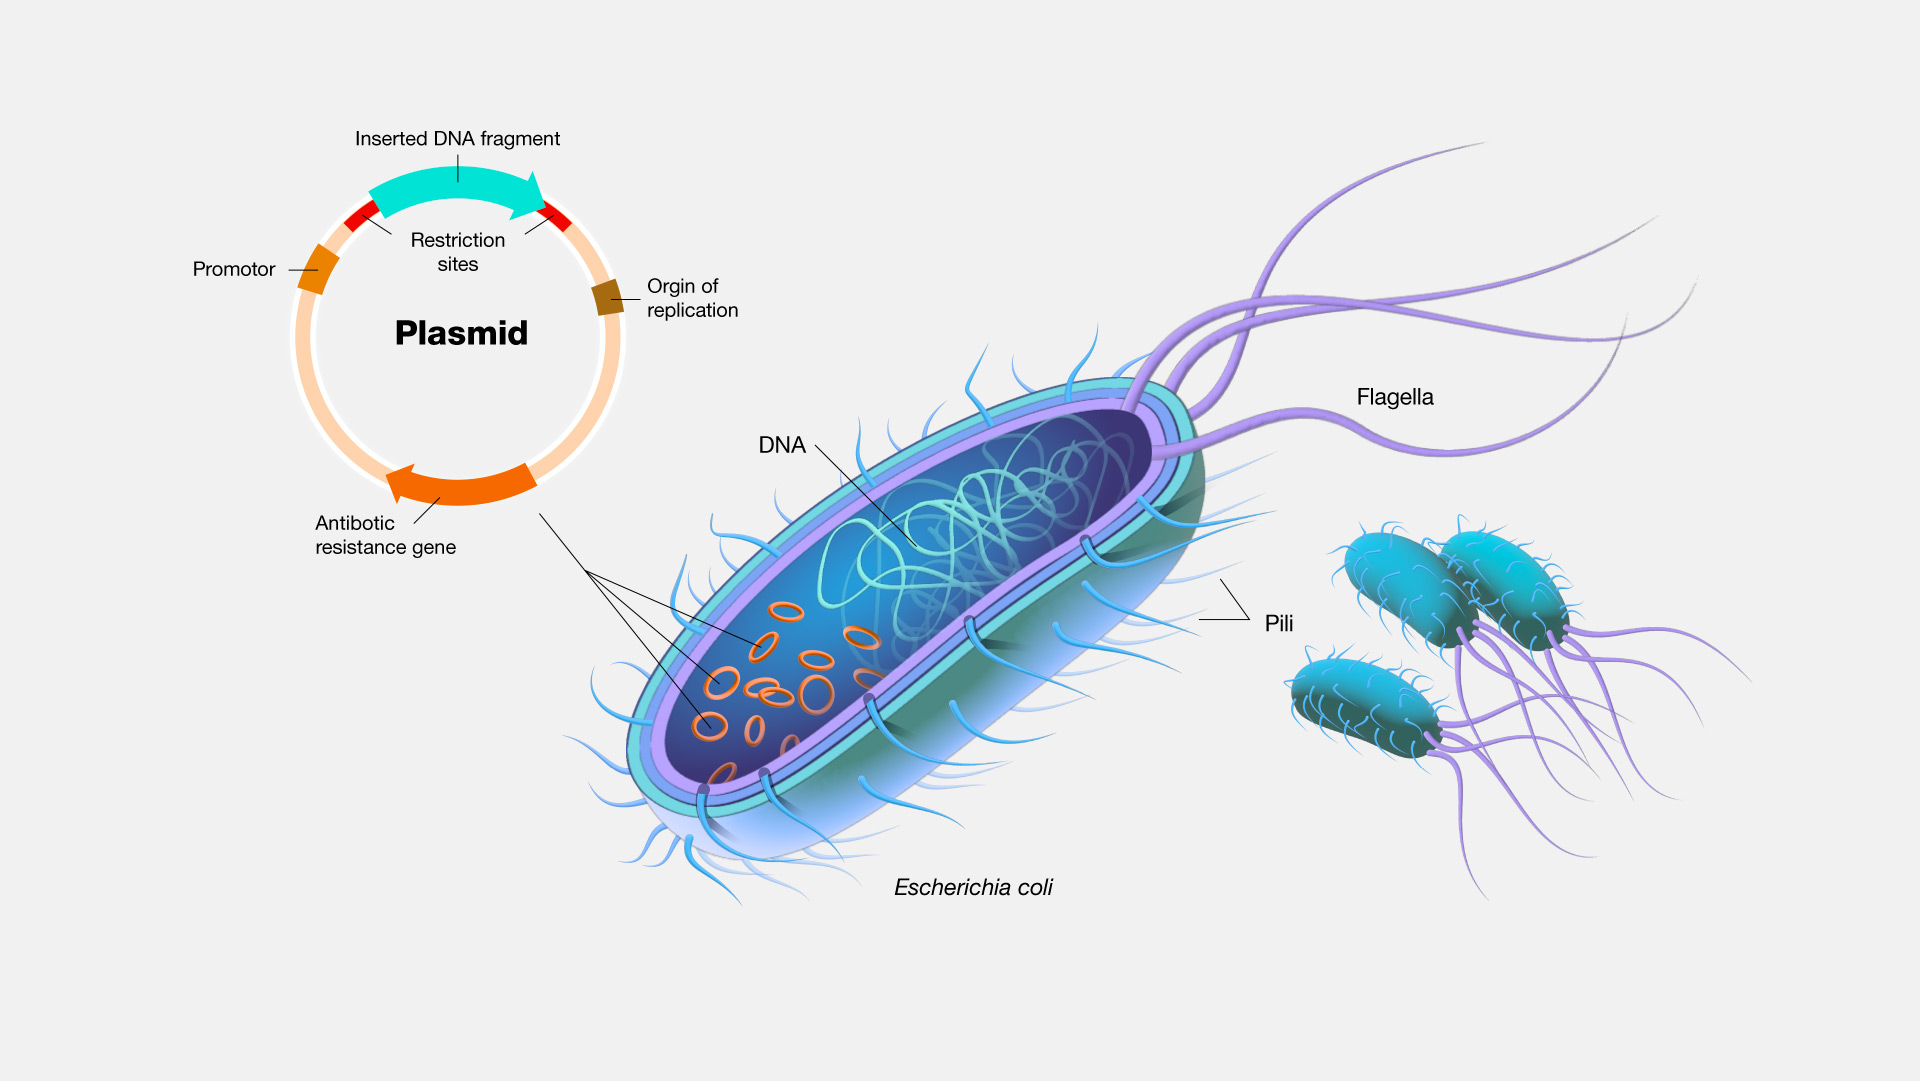 Inserted DNA fragment
Restriction
sites
Promotor
Orgin of
replication
Plasmid
Antibotic
resistance gene
DNA
Flagella
Pili
Escherichia coli